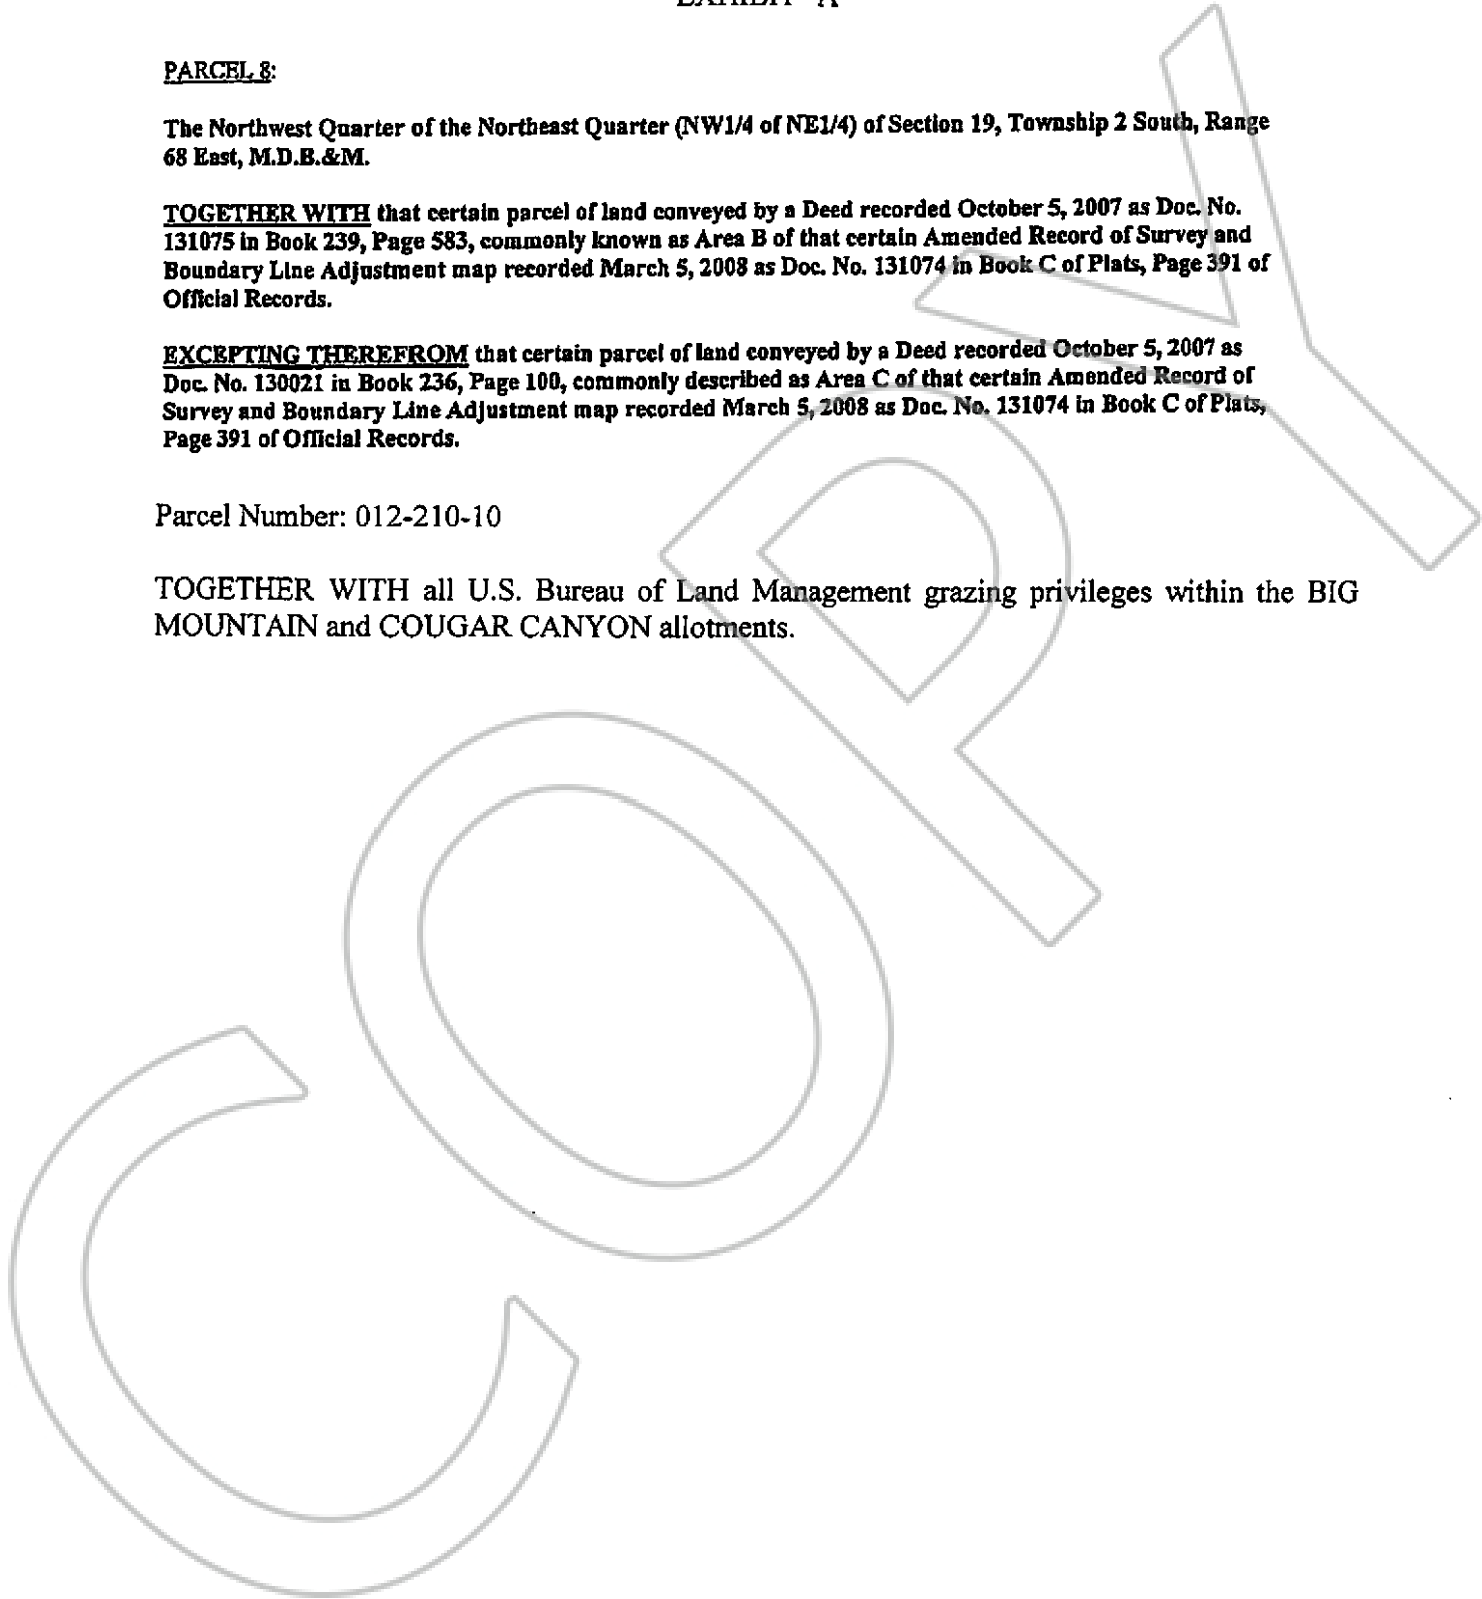 PARCEL 8:
The Northwest Quarter of the Northeast Quarter (NW1/4 of NE1/4) of Section 19, Township 2 South, Range
68 East, M.D.B.&M.
TOGETHER WITH that certain parcel of land conveyed by a Deed recorded October 5, 2007 as Doc. No.
131075 in Book 239, Page 583, commonly known as Area B of that certain Amended Record of Survey and
Boundary Line Adjustment map recorded March 5, 2008 as Doc. No. 131074 in Book C of Plats, Page 391 of
Official Records.
EXCEPTING THEREFROM that certain parcel of land conveyed by a Deed recorded October 5, 2007 as
Doc. No. 130021 in Book 236, Page 100, commonly described as Area C of that certain Amended Record of
Survey and Boundary Line Adjustment map recorded March 5, 2008 as Doc. No. 131074 in Book C of Plats,
Page 391 of Official Records.
Parcel Number: 012-210-10
TOGETHER WITH all U.S. Bureau of Land Management grazing privileges within the BIG
MOUNTAIN and COUGAR CANYON allotments.
COPY